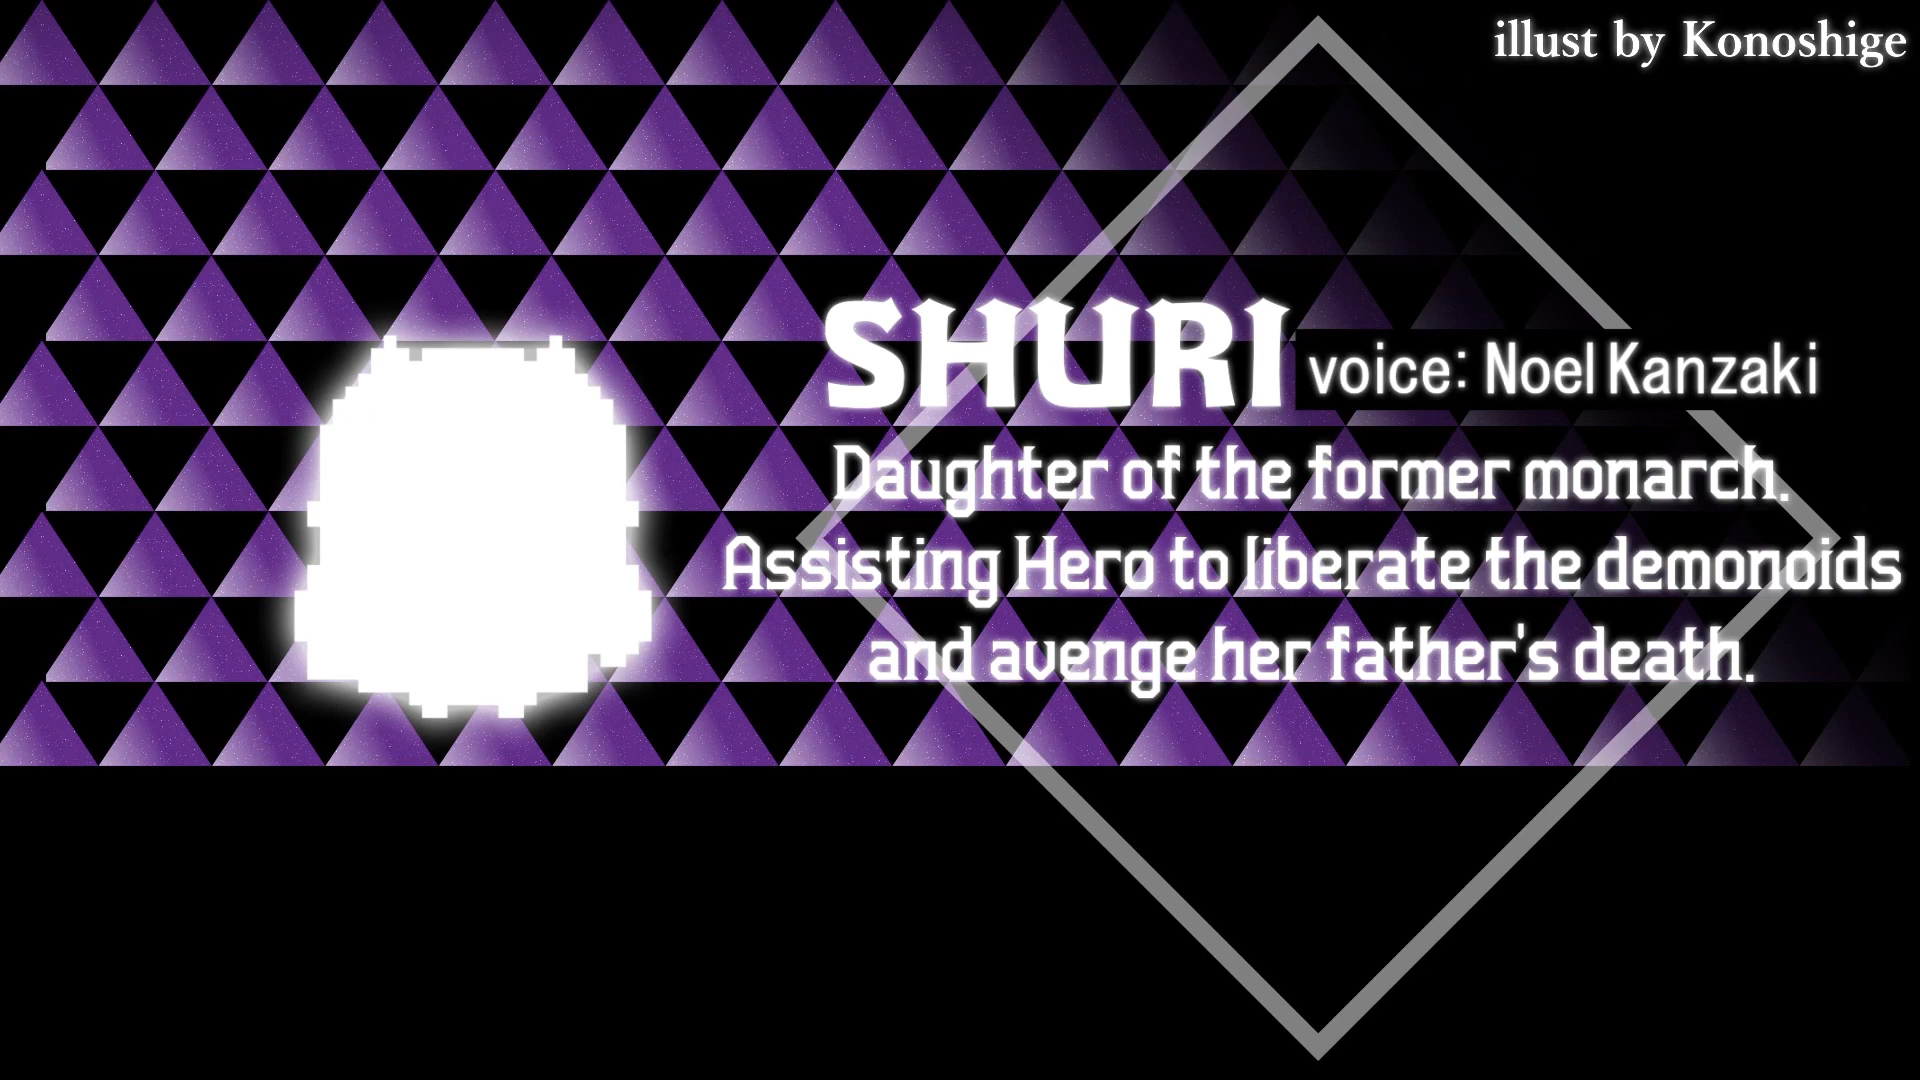 illust by Konoshige
SHURI voice: Noel Kanzaki
Daughter of the former monarch.
Assisting Hero to liberate the demonoids
and avenge her father's death.